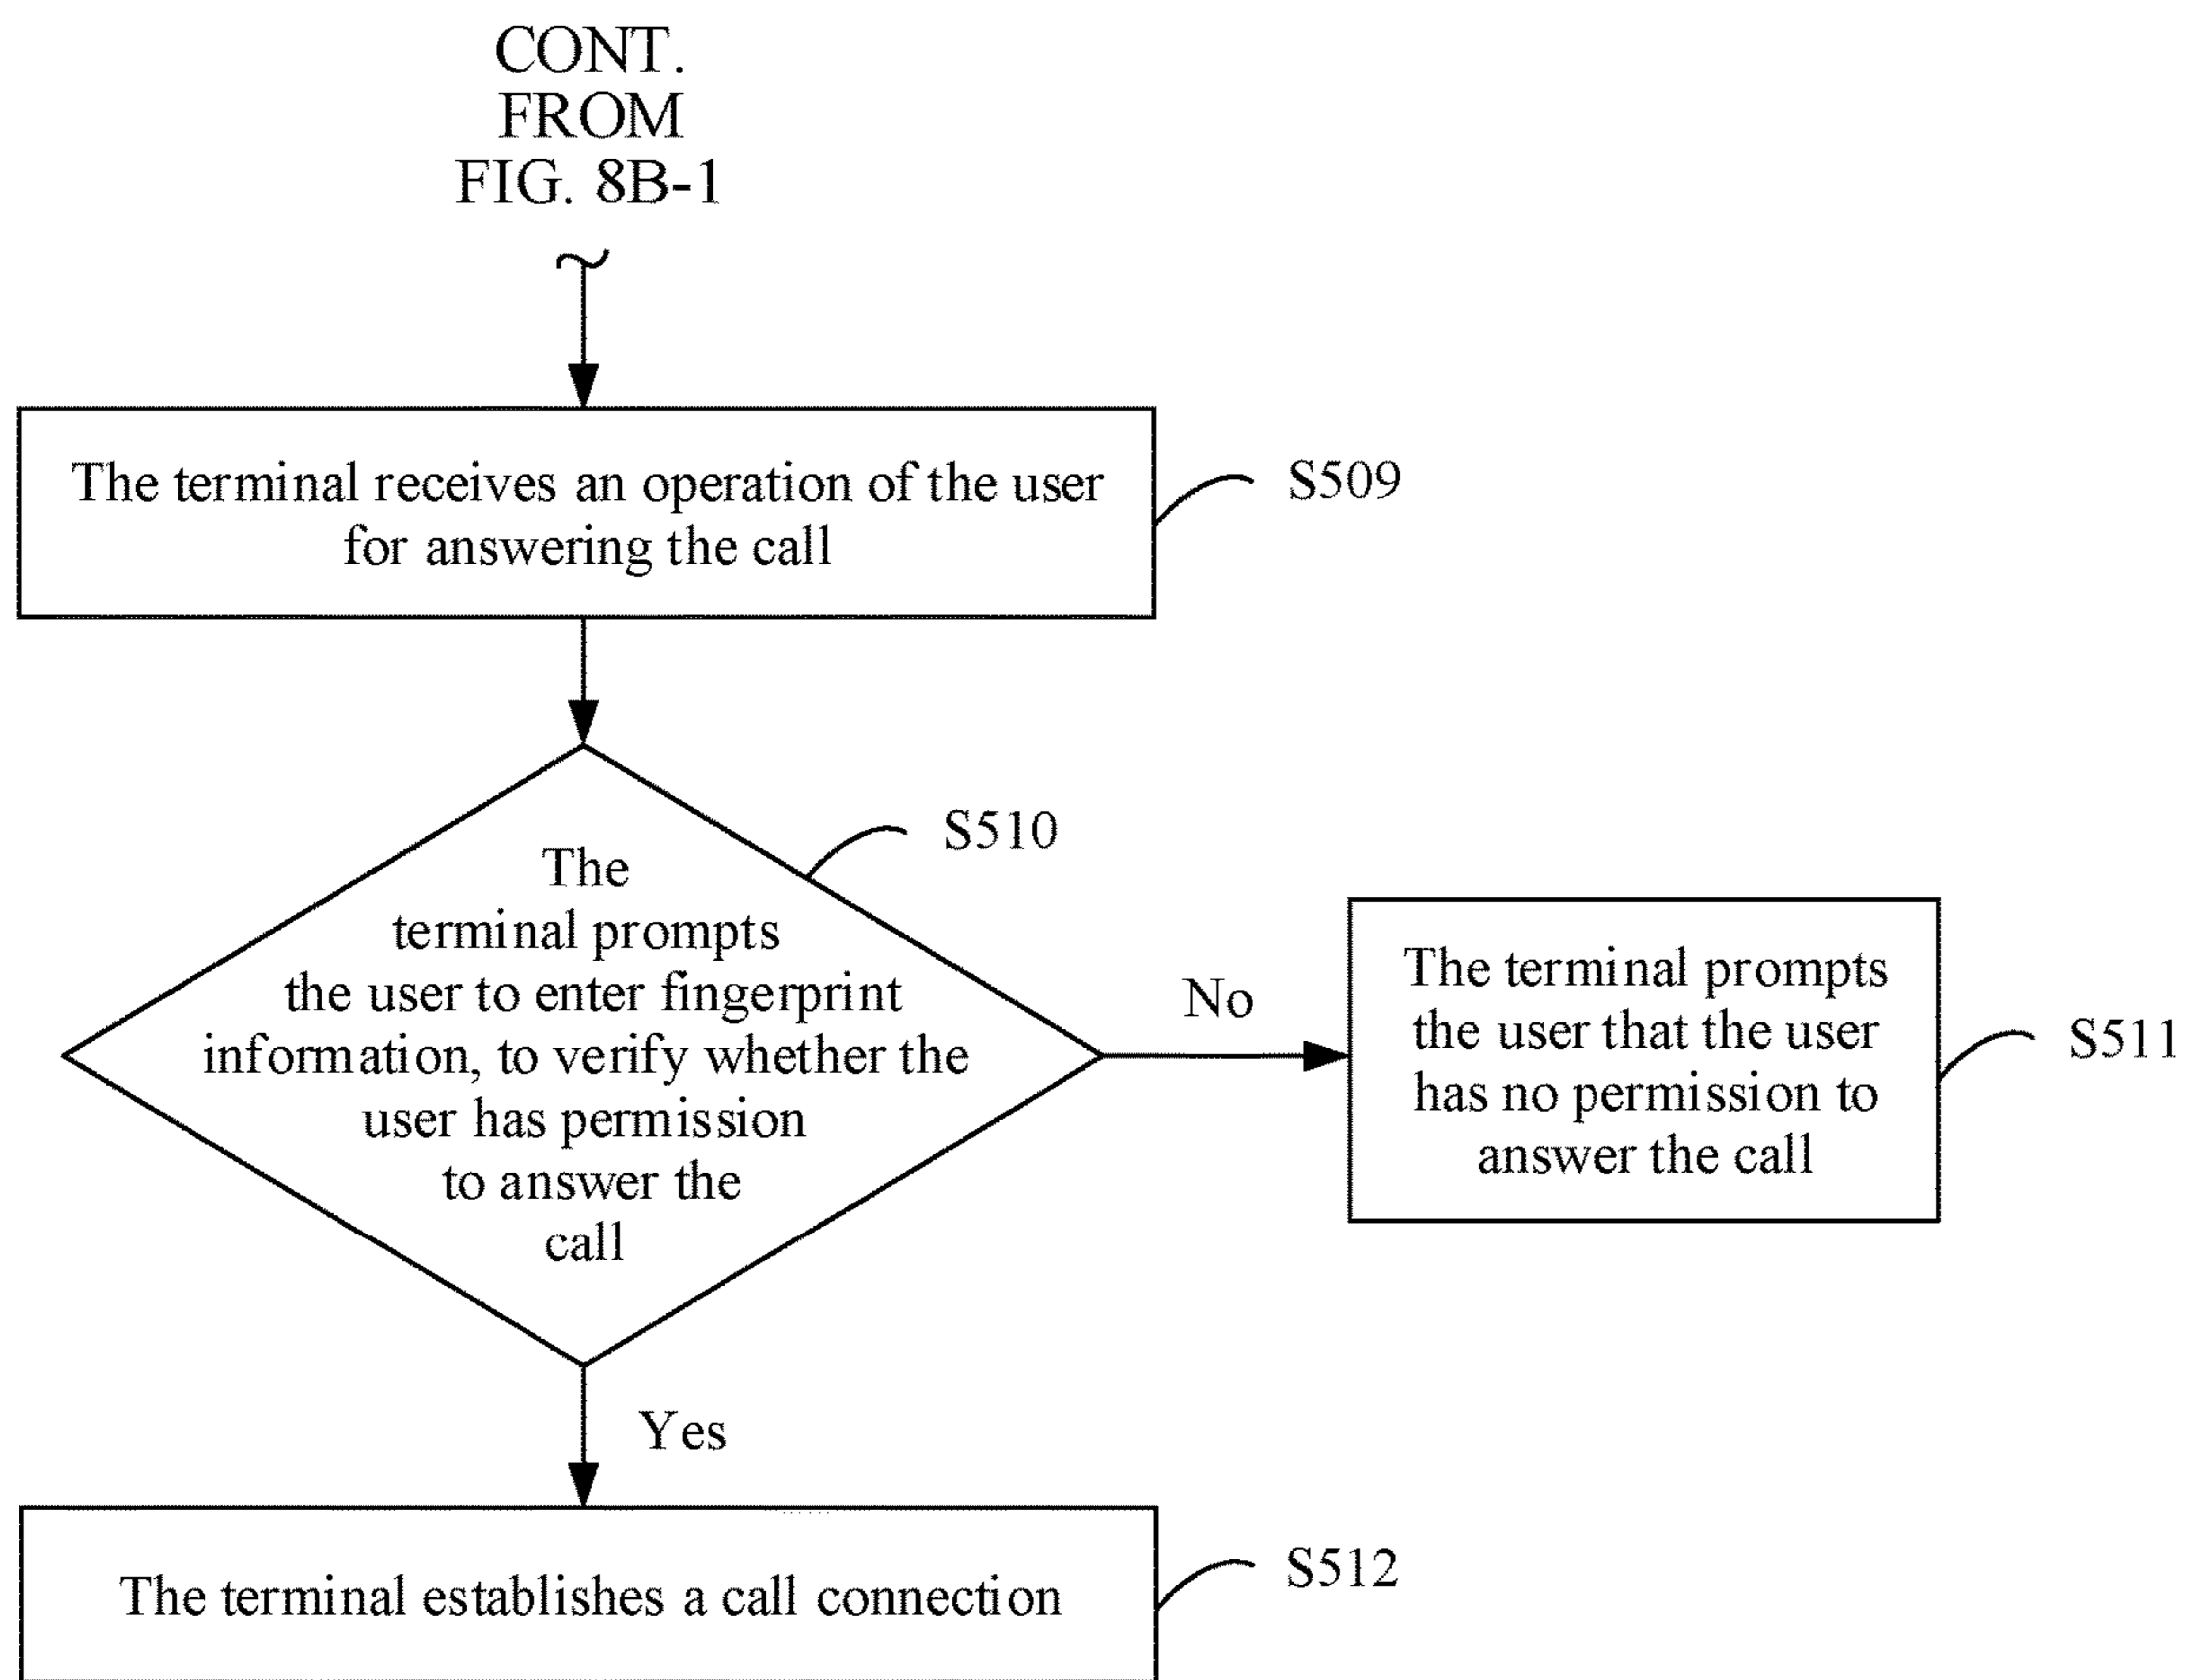 CONT.
FROM
FIG. 8B-1
The terminal receives an operation of the user
for answering the call
S509
The
terminal prompts
the user to enter fingerprint
information, to verify whether the
user has permission
to answer the
call
S510
No
The terminal prompts
the user that the user
has no permission to
answer the call
S511
Yes
The terminal establishes a call connection
S512